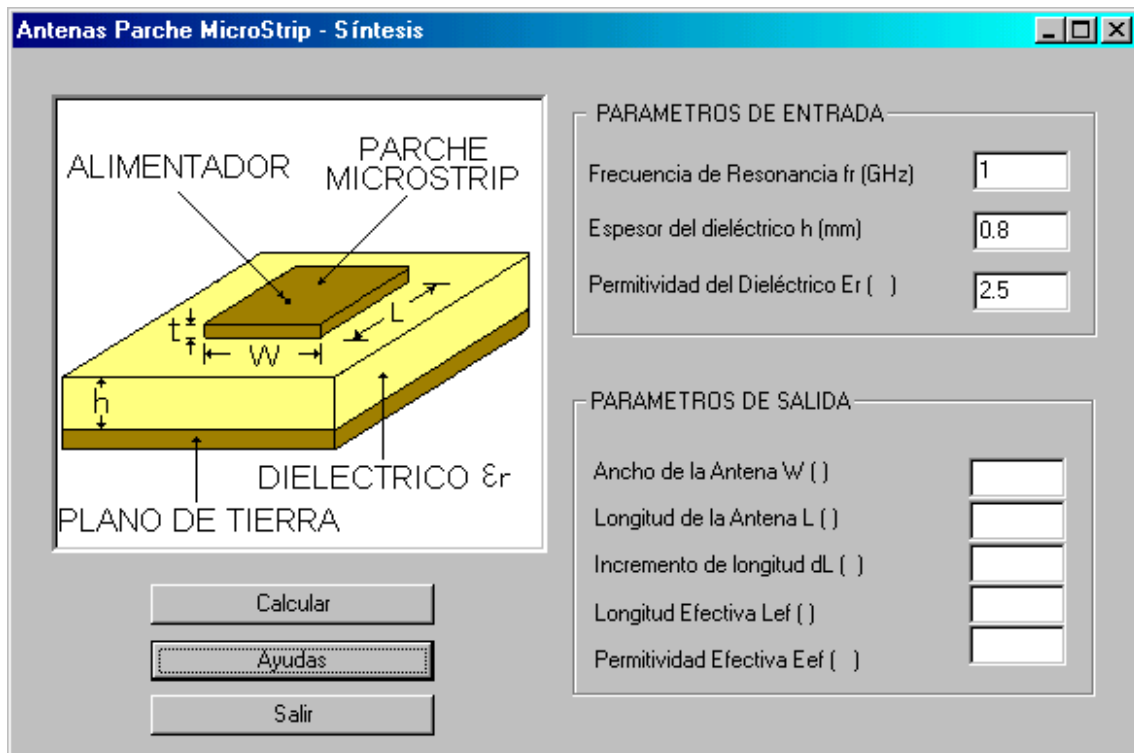 Antenas Parche MicroStrip - Síntesis
ALIMENTADOR
PARCHE
MICROSTRIP
t
W
L
h
DIELECTRICO Ɛr
PLANO DE TIERRA
Calcular
Ayudas
Salir
PARAMETROS DE ENTRADA
Frecuencia de Resonancia fr (GHz) 1
Espesor del dieléctrico h (mm) 0.8
Permitividad del Dieléctrico Er ( ) 2.5
PARAMETROS DE SALIDA
Ancho de la Antena W ( )
Longitud de la Antena L ( )
Incremento de longitud dL ( )
Longitud Efectiva Lef ( )
Permitividad Efectiva Eef ( )